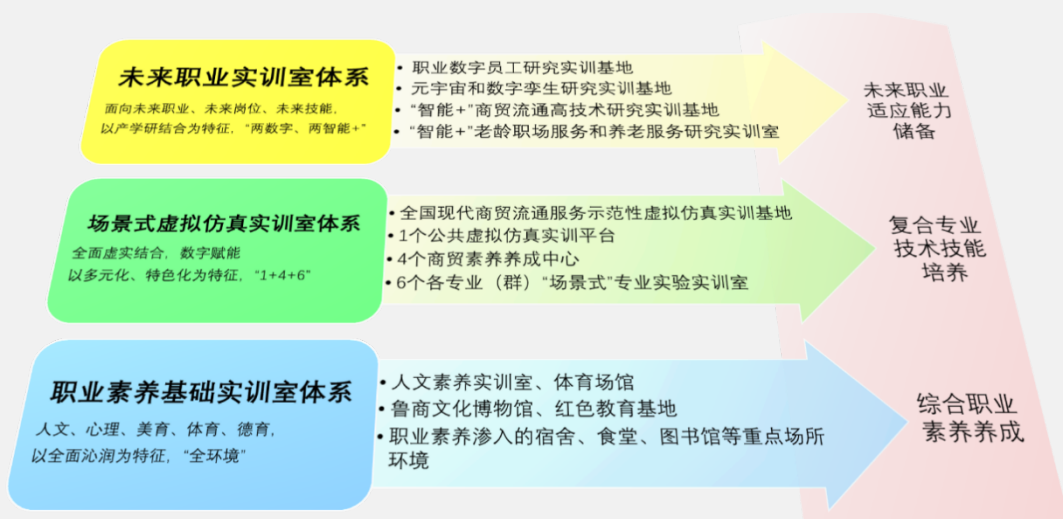 未来职业实训室体系
面向未来职业、未来岗位、未来技能，
以产学研结合为特征，“两数字、两智能+”
• 职业数字员工研究实训基地
• 元宇宙和数字孪生研究实训基地
• “智能+”商贸流通高技术研究实训基地
• “智能+”老龄职场服务和养老服务研究实训室
未来职业
适应能力
储备
场景式虚拟仿真实训室体系
全面虚实结合，数字赋能
以多元化、特色化为特征，“1+4+6”
• 全国现代商贸流通服务示范性虚拟仿真实训基地
• 1个公共虚拟仿真实训平台
• 4个商贸素养养成中心
• 6个各专业（群）“场景式”专业实验实训室
复合专业
技术技能
培养
职业素养基础实训室体系
人文、心理、美育、体育、德育，
以全面沁润为特征，“全环境”
• 人文素养实训室、体育场馆
• 鲁商文化博物馆、红色教育基地
• 职业素养渗入的宿舍、食堂、图书馆等重点场所
环境
综合职业
素养养成